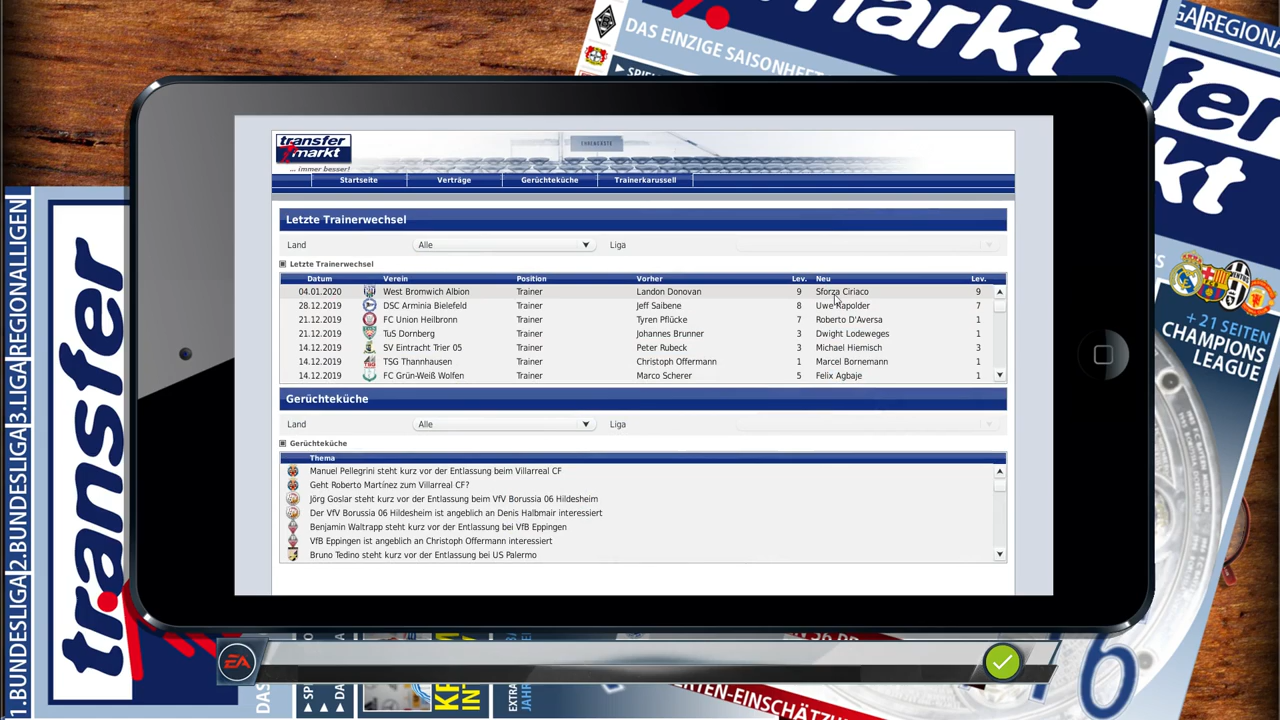 DAS EINZIGE SAISONHEFT
markt
transfer
markt
... immer besser!
EHRENGÄSTE
Startseite Verträge Gerüchteküche Trainerkarussell
Letzte Trainerwechsel
Land Alle Liga
Letzte Trainerwechsel
Datum Verein Position Vorher Lev. Neu Lev.
04.01.2020 West Bromwich Albion Trainer Landon Donovan 9 Sforza Ciriaco 9
28.12.2019 DSC Arminia Bielefeld Trainer Jeff Saibene 8 7
21.12.2019 FC Union Heilbronn Trainer Tyren Pflücke 7 Roberto D'Aversa 1
21.12.2019 TuS Dornberg Trainer Johannes Brunner 3 Dwight Lodeweges 1
14.12.2019 SV Eintracht Trier 05 Trainer Peter Rubeck 3 Michael Hiemisch 3
14.12.2019 TSG Thannhausen Trainer Christoph Offermann 1 Marcel Bornemann 1
14.12.2019 FC Grün-Weiß Wolfen Trainer Marco Scherer 5 Felix Agbaje 1
Gerüchteküche
Land Alle Liga
Gerüchteküche
Thema
Manuel Pellegrini steht kurz vor der Entlassung beim Villarreal CF
Geht Roberto Martínez zum Villarreal CF?
Jörg Goslar steht kurz vor der Entlassung beim VfV Borussia 06 Hildesheim
Der VfV Borussia 06 Hildesheim ist angeblich an Denis Halbmair interessiert
Benjamin Waltrapp steht kurz vor der Entlassung bei VfB Eppingen
VfB Eppingen ist angeblich an Christoph Offermann interessiert
Bruno Tedino steht kurz vor der Entlassung bei US Palermo
1.BUNDESLIGA 2.BUNDESLIGA 3.LIGA REGIONALLIGEN
transfer
+ 21 SEITEN
CHAMPIONS
LEAGUE
EA